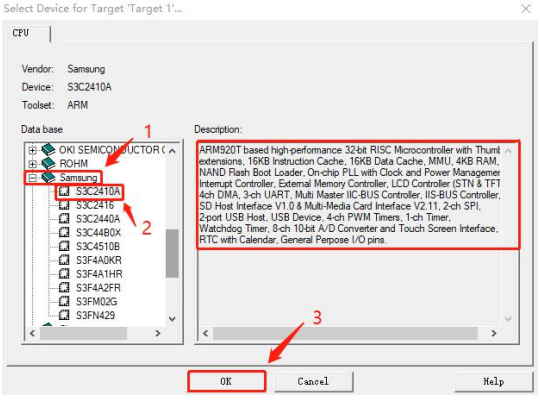 Select Device for Target 'Target 1'...
CPU
Vendor: Samsung
Device: S3C2410A
Toolset: ARM
Data base
Description:
1
OKI SEMICONDUCTOR (
ROHM
Samsung
S3C2410A
S3C2416
S3C2440A
S3C44B0X
S3C4510B
S3F4A0KR
S3F4A1HR
S3F4A2FR
S3FM02G
S3FN429
2
ARM920T based high-performance 32-bit RISC Microcontroller with Thumb
extensions, 16KB Instruction Cache, 16KB Data Cache, MMU, 4KB RAM,
NAND Flash Boot Loader, On-chip PLL with Clock and Power Managemer
Interrupt Controller, External Memory Controller, LCD Controller (STN & TFT
4ch DMA, 3-ch UART, Multi Master IIC-BUS Controller, IIS-BUS Controller,
SD Host Interface V1.0 & Multi-Media Card Interface V2.11, 2-ch SPI,
2-port USB Host, USB Device, 4-ch PWM Timers, 1-ch Timer,
Watchdog Timer, 8-ch 10-bit A/D Converter and Touch Screen Interface,
RTC with Calendar, General Perpose I/O pins.
3
OK
Cancel
Help